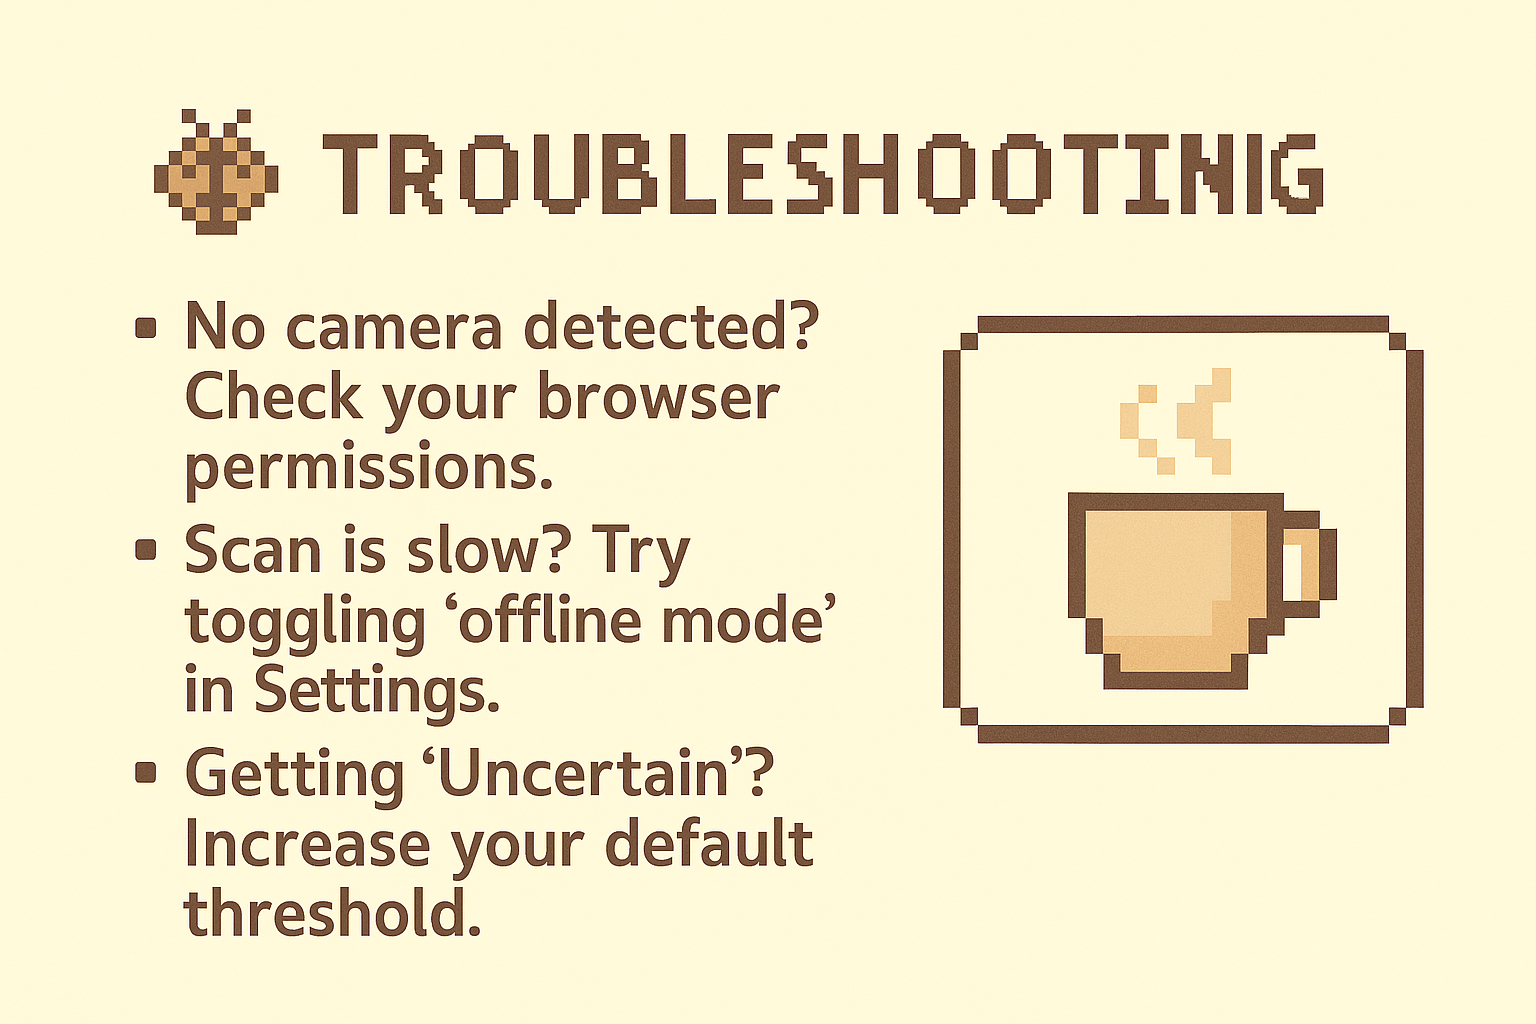 TROUBLESHOOTINIG
▪ No camera detected?
Check your browser
permissions.
▪ Scan is slow? Try
toggling ‘offline mode’
in Settings.
▪ Getting ‘Uncertain’?
Increase your default
threshold.